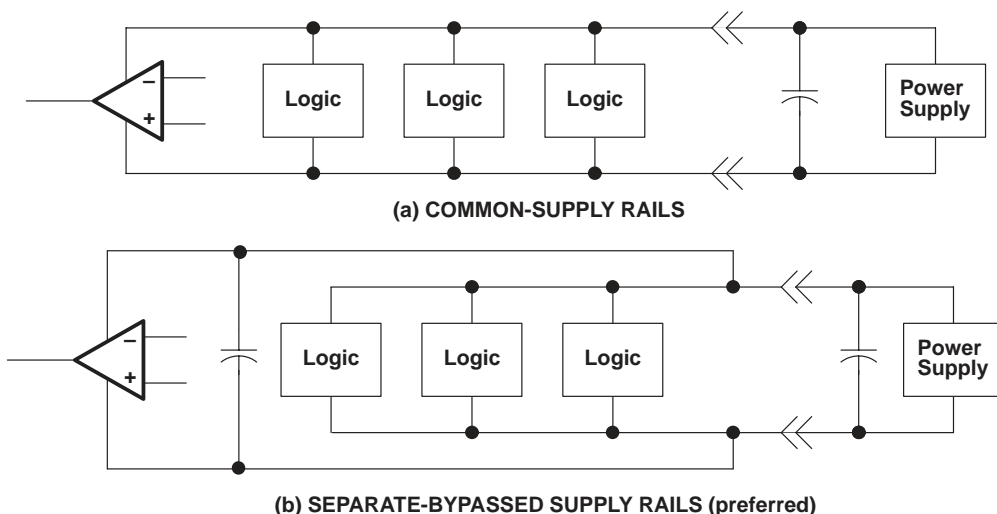 −
+
Logic
Logic
Logic
Power
Supply
(a) COMMON-SUPPLY RAILS
−
+
Logic
Logic
Logic
Power
Supply
(b) SEPARATE-BYPASSED SUPPLY RAILS (preferred)